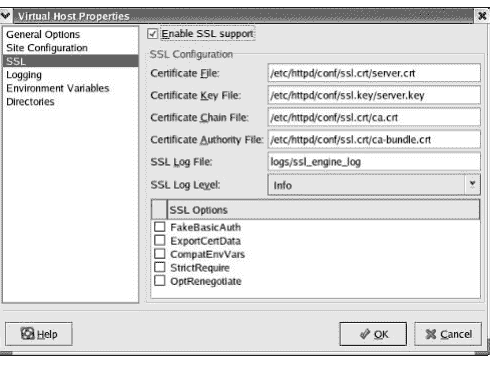 Virtual Host Properties
General Options
Site Configuration
SSL
Logging
Environment Variables
Directories
Enable SSL support
SSL Configuration
Certificate File: /etc/httpd/conf/ssl.crt/server.crt
Certificate Key File: /etc/httpd/conf/ssl.key/server.key
Certificate Chain File: /etc/httpd/conf/ssl.crt/ca.crt
Certificate Authority File: /etc/httpd/conf/ssl.crt/ca-bundle.crt
SSL Log File: logs/ssl_engine_log
SSL Log Level: Info
SSL Options
FakeBasicAuth
ExportCertData
CompatEnvVars
StrictRequire
OptRenegotiate
Help
OK
Cancel